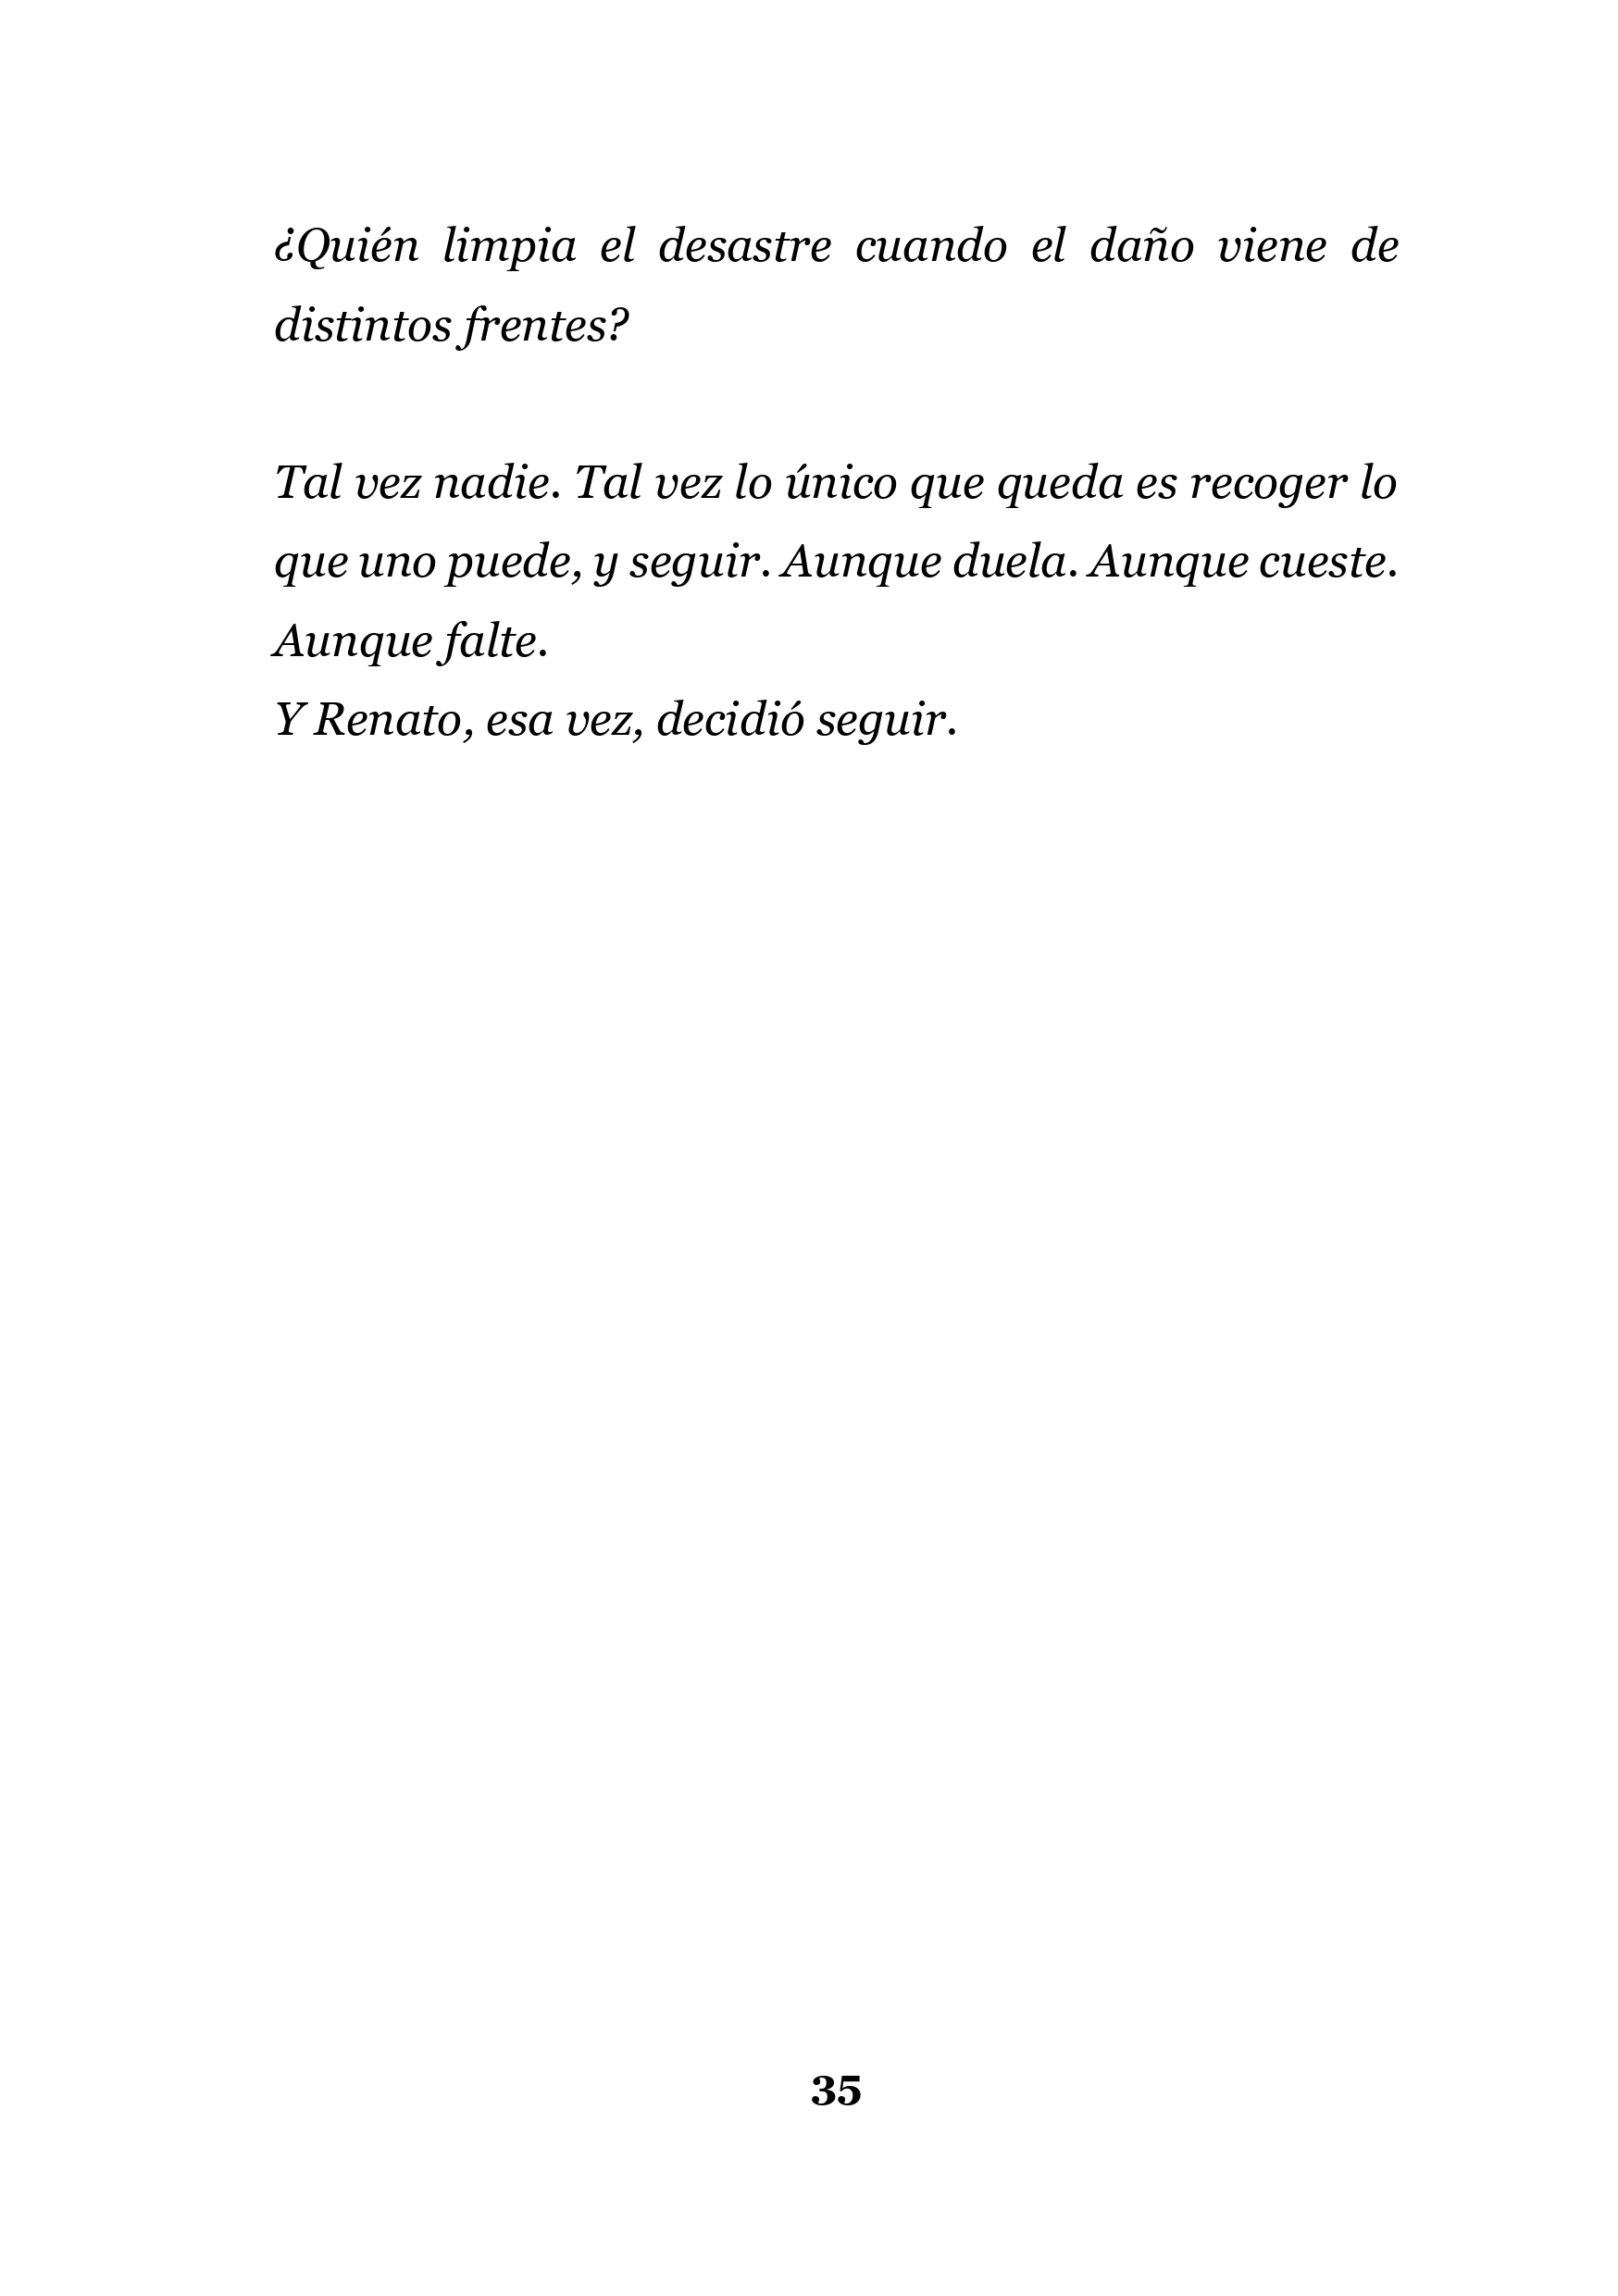 ¿Quién limpia el desastre cuando el daño viene de
distintos frentes?
Tal vez nadie. Tal vez lo único que queda es recoger lo
que uno puede, y seguir. Aunque duela. Aunque cueste.
Aunque falte.
Y Renato, esa vez, decidió seguir.
35